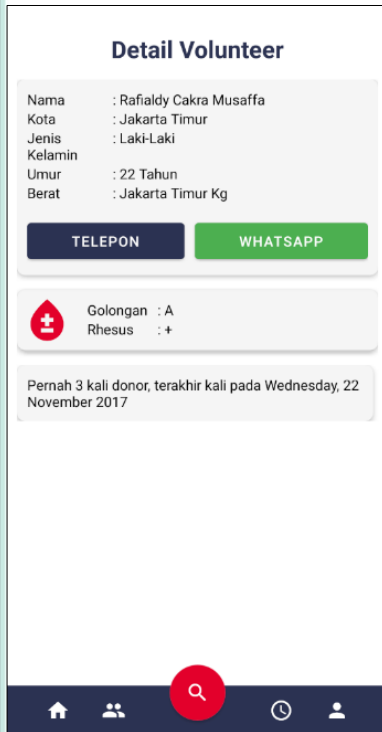 Detail Volunteer
Nama : Rafialdy Cakra Musaffa
Kota : Jakarta Timur
Jenis : Laki-Laki
Kelamin
Umur : 22 Tahun
Berat : Jakarta Timur Kg
TELEPON WHATSAPP
Golongan : A
Rhesus : +
Pernah 3 kali donor, terakhir kali pada Wednesday, 22
November 2017